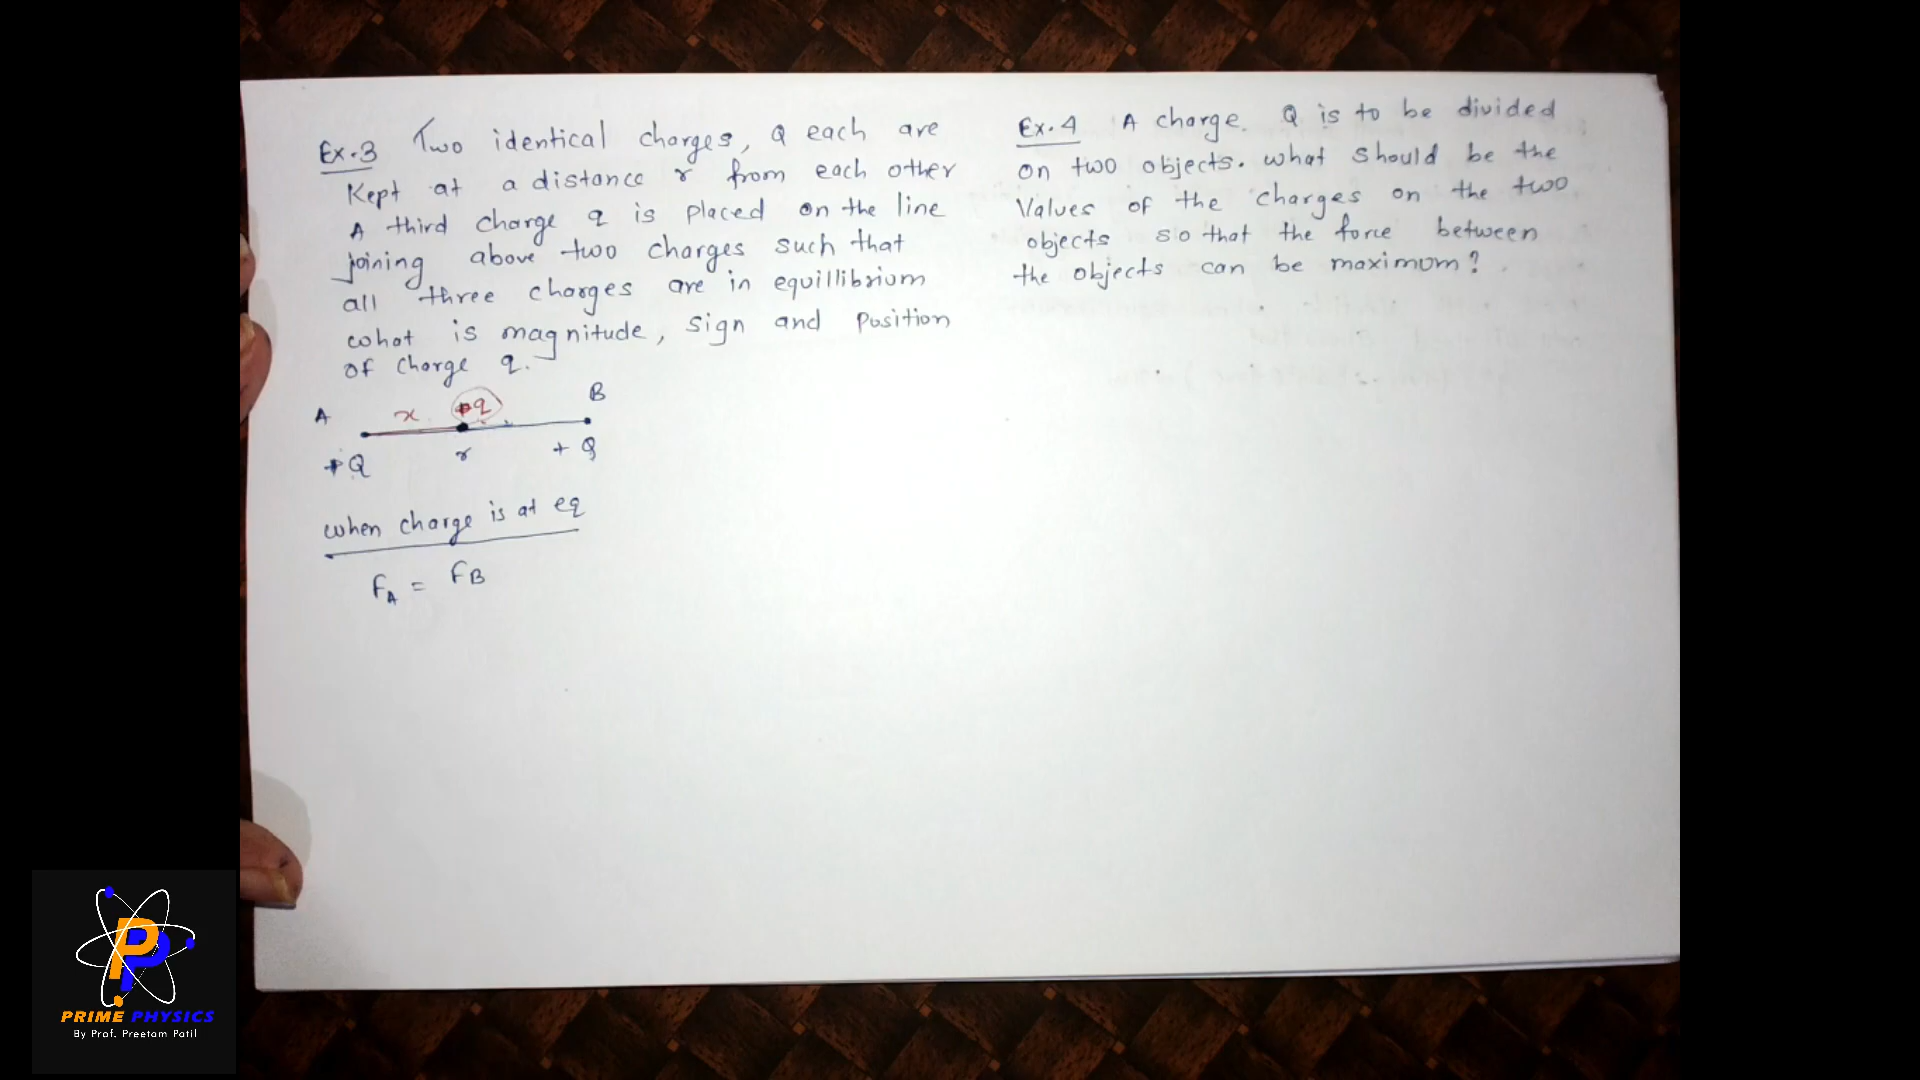 Ex.3 Two identical charges, Q each are
Kept at a distance r from each other
A third charge q is placed on the line
joining above two charges such that
all three charges are in equillibrium
what is magnitude, sign and position
of charge q.
A x +q B
+Q r + Q
when charge is at eq
FA = FB
Ex.4 A charge Q is to be divided
on two objects. what should be the
Values of the charges on the two
objects so that the force between
the objects can be maximum?
PRIME PHYSICS
By Prof. Preetam Patil